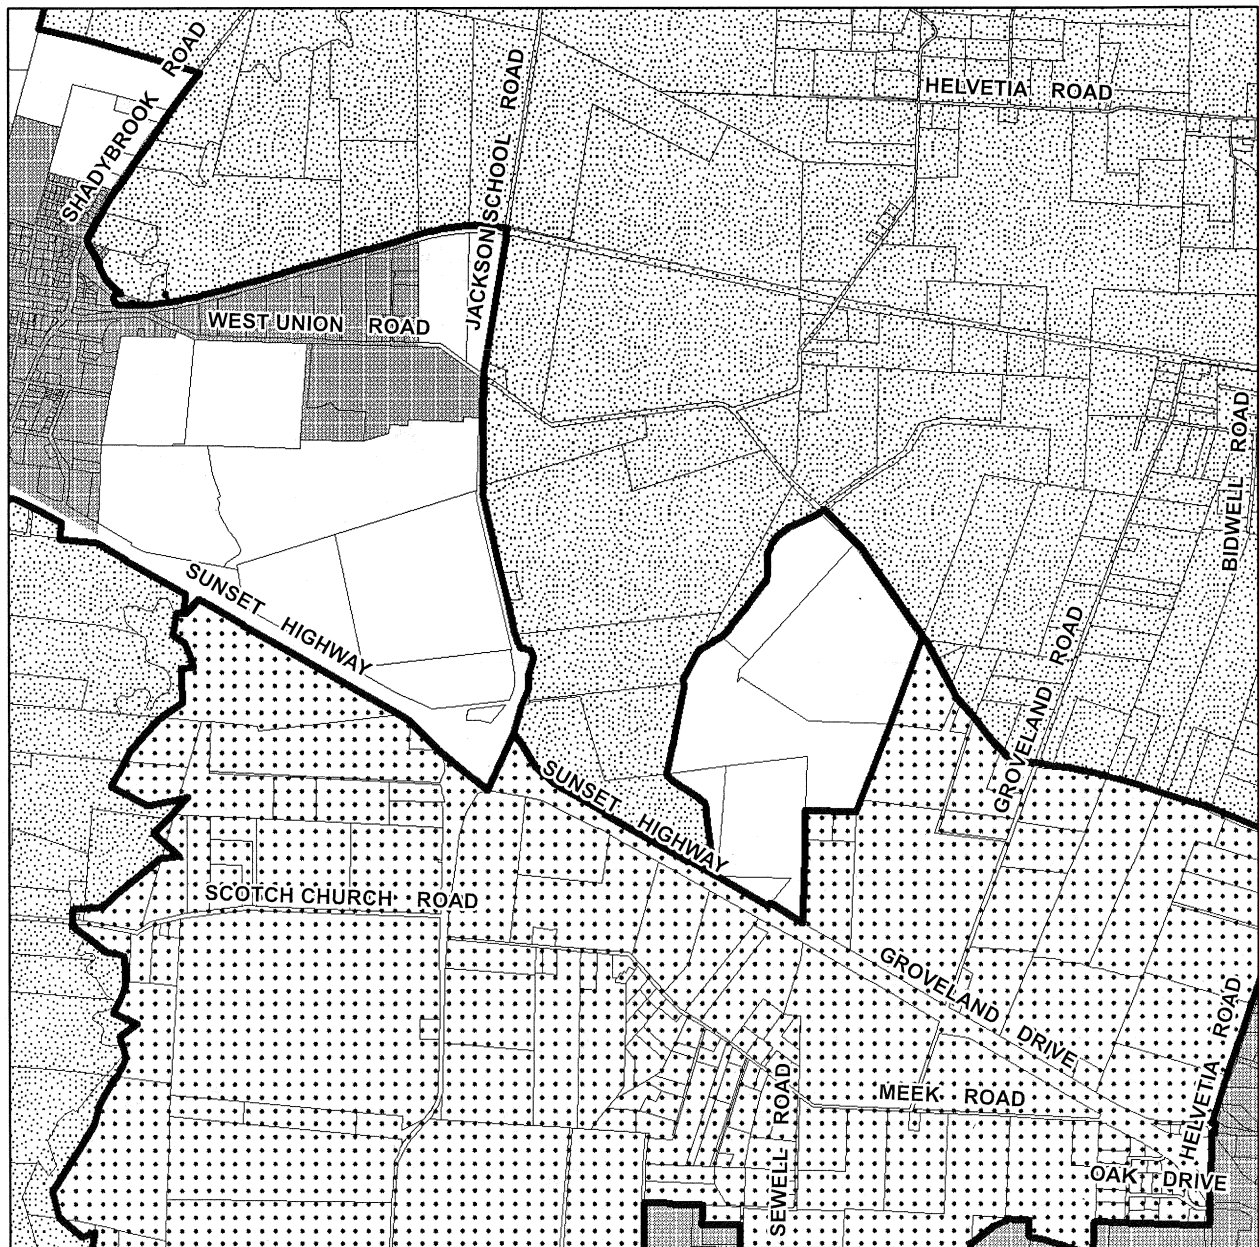 SHADYBROOK ROAD
JACKSON SCHOOL ROAD
HELVETIA ROAD
WEST UNION ROAD
BIDWELL ROAD
SUNSET HIGHWAY
GROVELAND ROAD
SUNSET HIGHWAY
SCOTCH CHURCH ROAD
GROVELAND DRIVE
HELVETIA ROAD
MEEK ROAD
SEWELL ROAD
OAK DRIVE